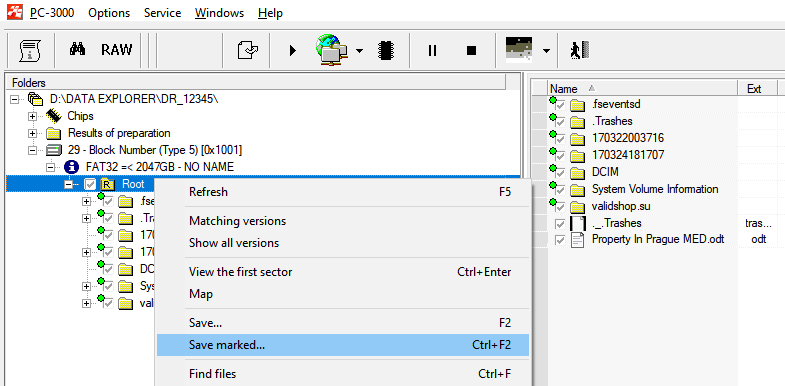 PC-3000 Options Service Windows Help
RAW
Folders
D:\DATA EXPLORER\DR_12345\
Chips
Results of preparation
29 - Block Number (Type 5) [0x1001]
FAT32 =< 2047GB - NO NAME
R Root
.fse
.Tra
170
170
DC
Sys
val
Refresh F5
Matching versions
Show all versions
View the first sector Ctrl+Enter
Map
Save... F2
Save marked... Ctrl+F2
Find files Ctrl+F
Name Ext
.fseventsd
.Trashes
170322003716
170324181707
DCIM
System Volume Information
validshop.su
._.Trashes tras...
Property In Prague MED.odt odt